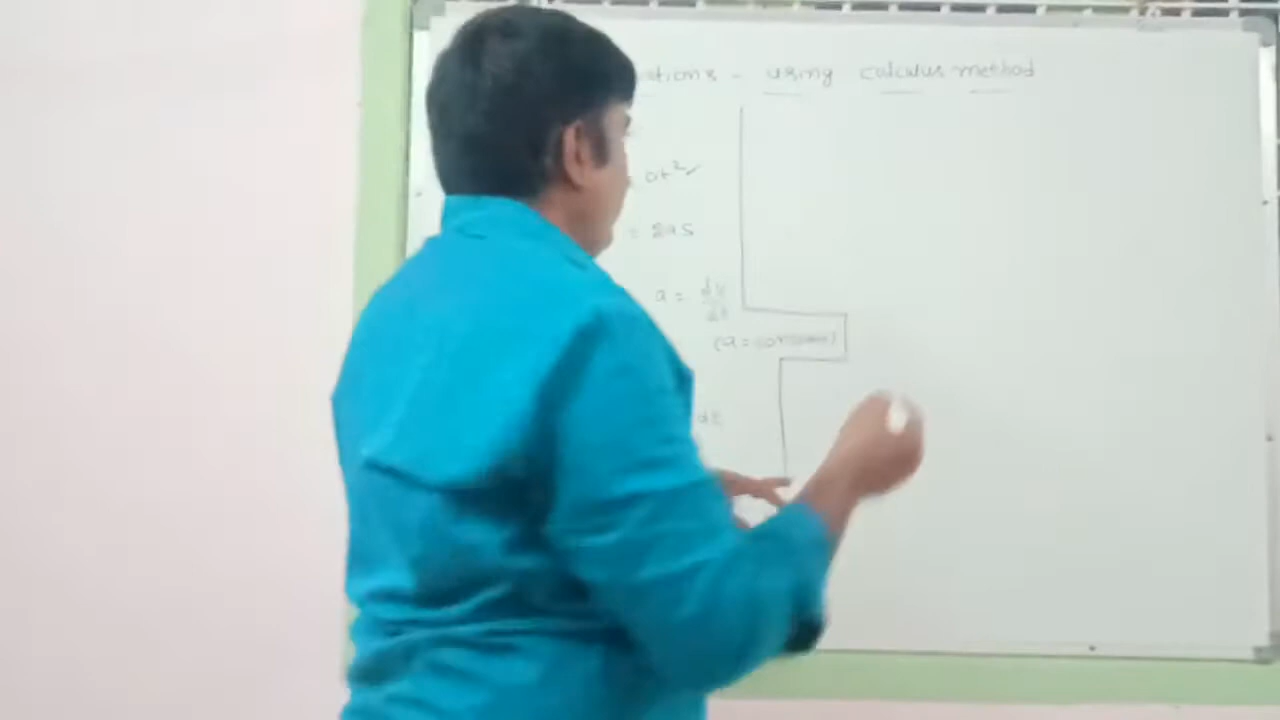 ations - using calculus method
at²✓
= 2as
a = dv/dt
(a = constant)
dt